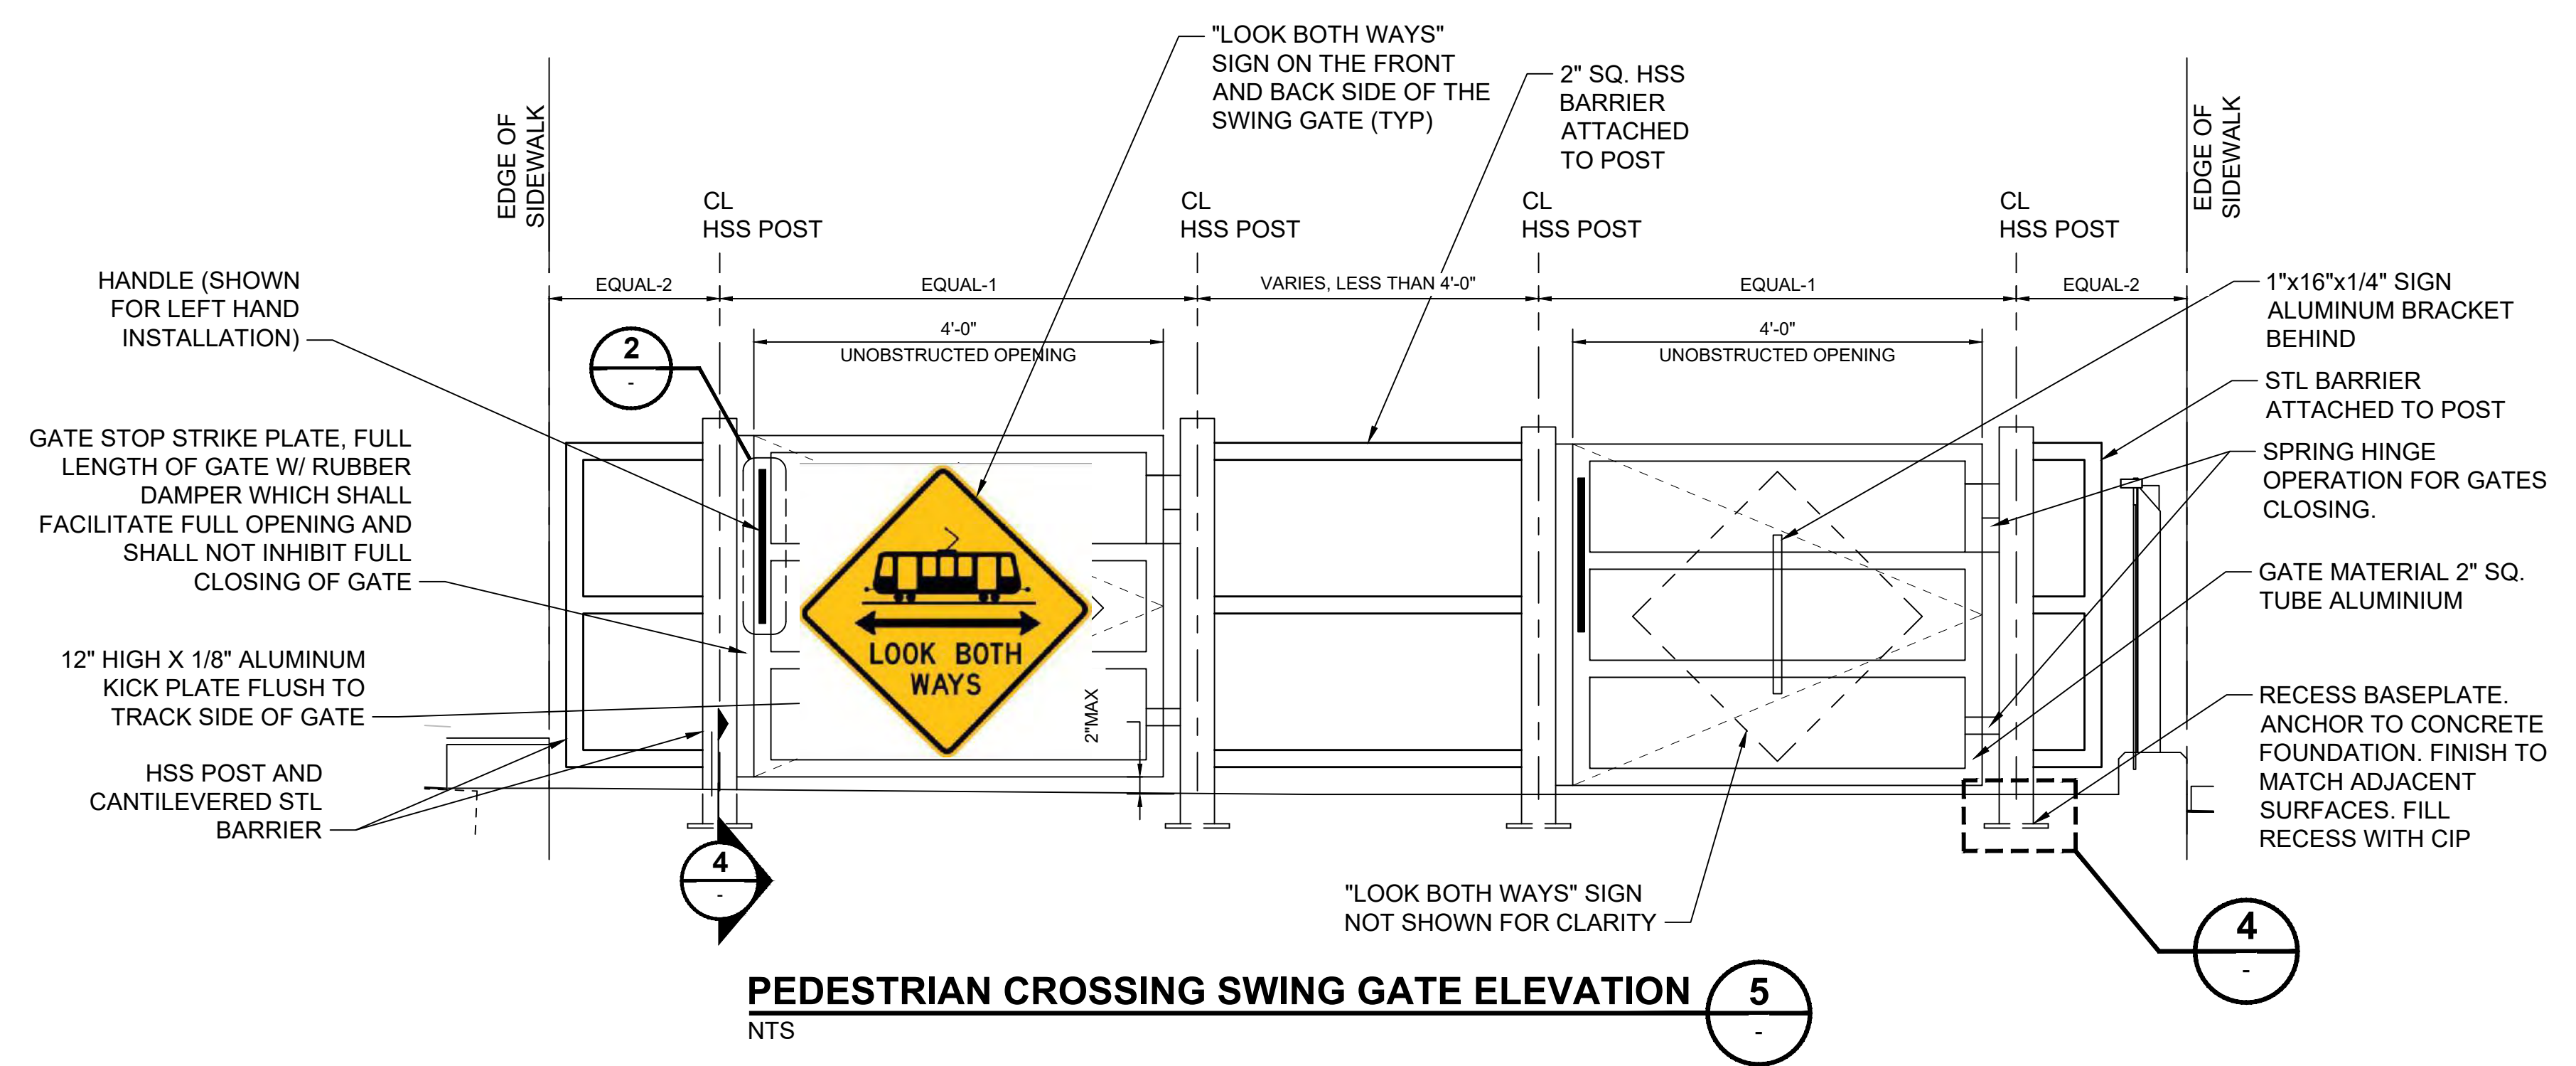 "LOOK BOTH WAYS"
SIGN ON THE FRONT
AND BACK SIDE OF THE
SWING GATE (TYP)
2" SQ. HSS
BARRIER
ATTACHED
TO POST
EDGE OF
SIDEWALK
EDGE OF
SIDEWALK
CL
HSS POST
CL
HSS POST
CL
HSS POST
CL
HSS POST
EQUAL-2
EQUAL-1
VARIES, LESS THAN 4'-0"
EQUAL-1
EQUAL-2
4'-0"
UNOBSTRUCTED OPENING
4'-0"
UNOBSTRUCTED OPENING
HANDLE (SHOWN
FOR LEFT HAND
INSTALLATION)
2
-
GATE STOP STRIKE PLATE, FULL
LENGTH OF GATE W/ RUBBER
DAMPER WHICH SHALL
FACILITATE FULL OPENING AND
SHALL NOT INHIBIT FULL
CLOSING OF GATE
12" HIGH X 1/8" ALUMINUM
KICK PLATE FLUSH TO
TRACK SIDE OF GATE
HSS POST AND
CANTILEVERED STL
BARRIER
LOOK BOTH
WAYS
2"MAX
1"x16"x1/4" SIGN
ALUMINUM BRACKET
BEHIND
STL BARRIER
ATTACHED TO POST
SPRING HINGE
OPERATION FOR GATES
CLOSING.
GATE MATERIAL 2" SQ.
TUBE ALUMINIUM
RECESS BASEPLATE.
ANCHOR TO CONCRETE
FOUNDATION. FINISH TO
MATCH ADJACENT
SURFACES. FILL
RECESS WITH CIP
4
-
"LOOK BOTH WAYS" SIGN
NOT SHOWN FOR CLARITY
4
-
PEDESTRIAN CROSSING SWING GATE ELEVATION
NTS
5
-